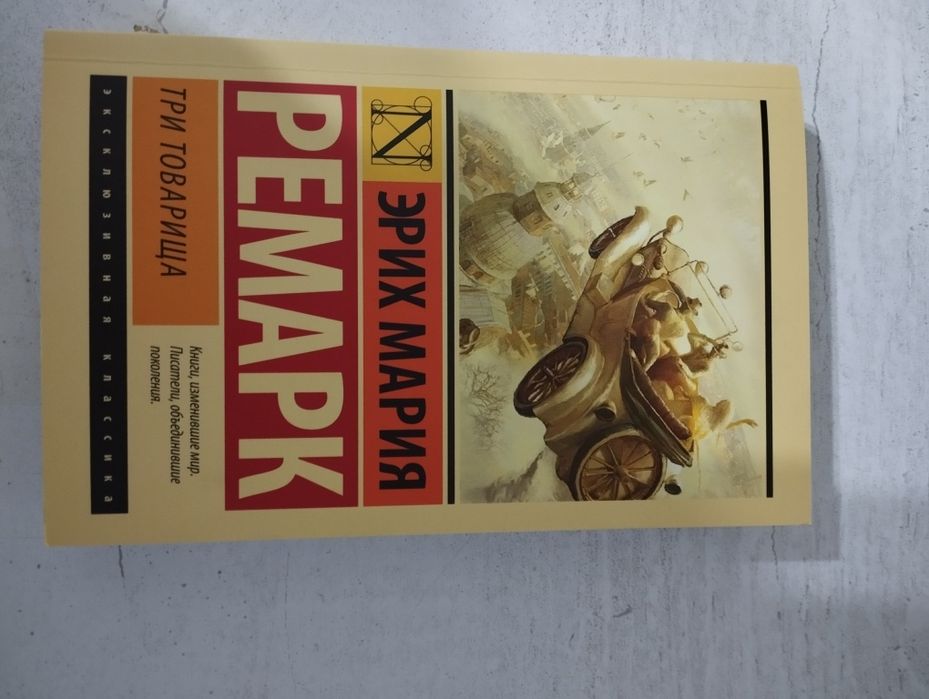 ЭРИХ МАРИЯ
РЕМАРК
ТРИ ТОВАРИЩА
Книги, изменившие мир.
Писатели, объединившие
поколения.
ЭКСКЛЮЗИВНАЯ КЛАССИКА